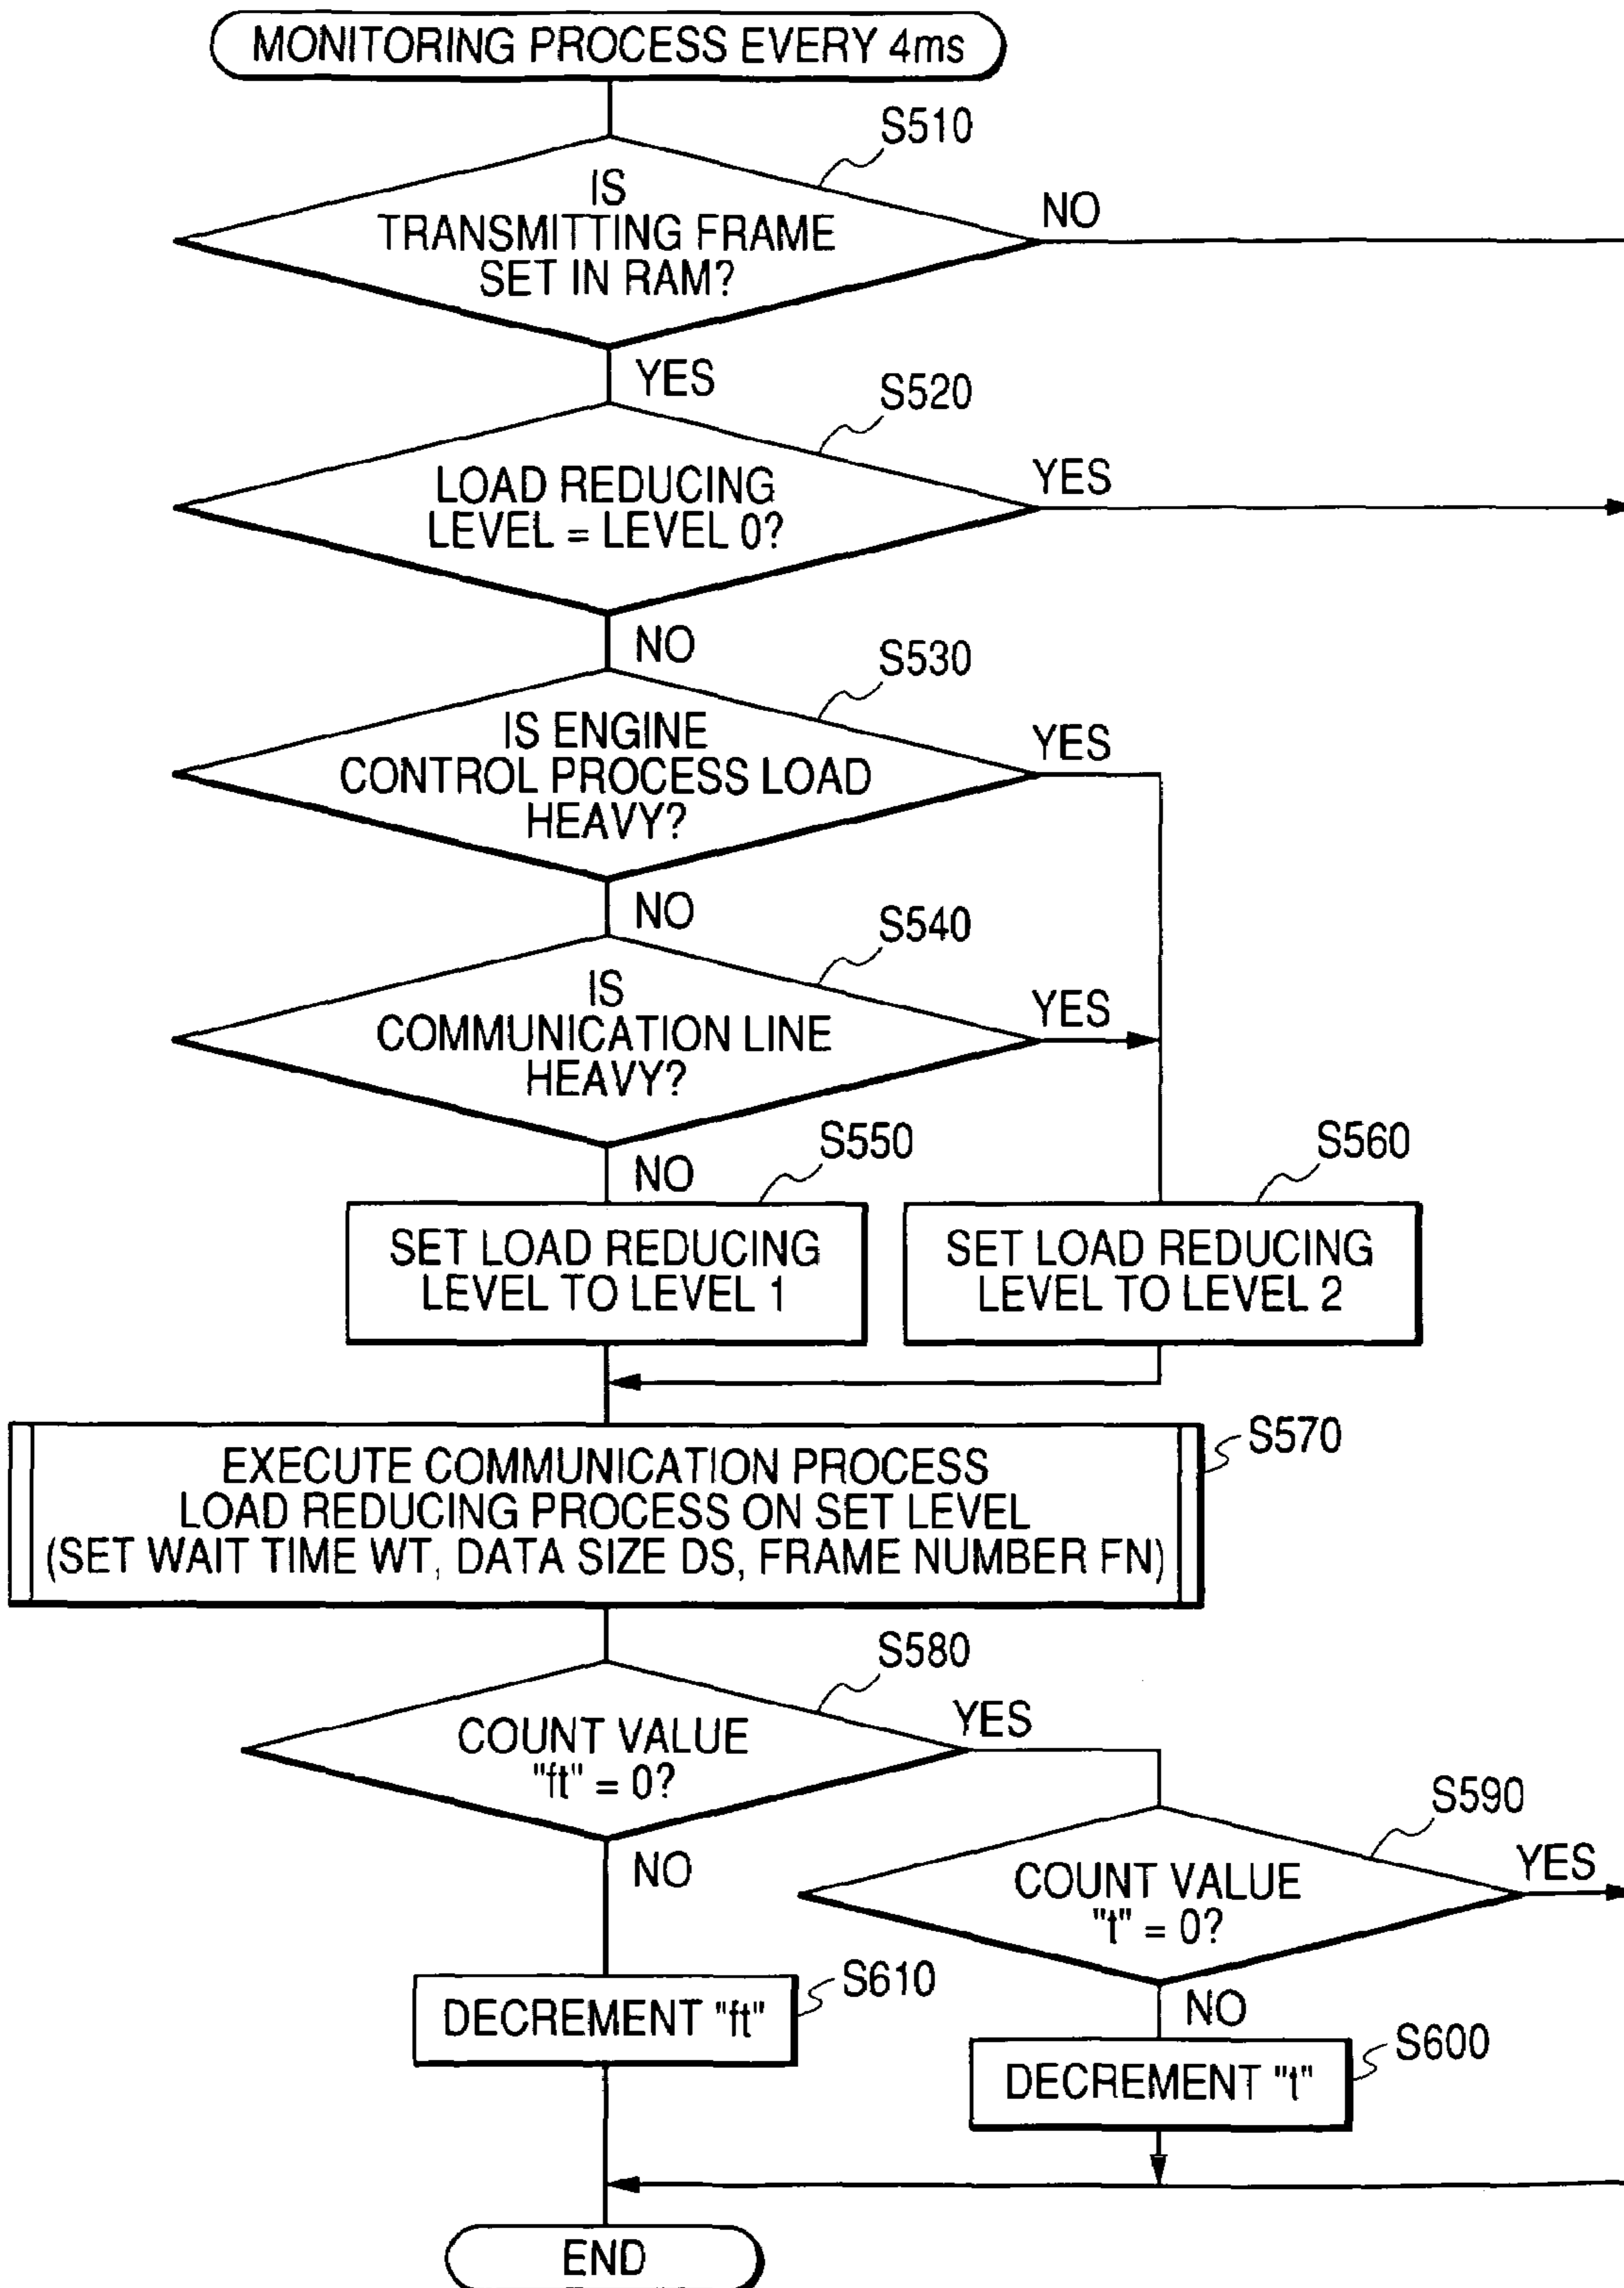 MONITORING PROCESS EVERY 4ms
S510
IS
TRANSMITTING FRAME
SET IN RAM?
NO
YES
S520
LOAD REDUCING
LEVEL = LEVEL 0?
YES
NO
S530
IS ENGINE
CONTROL PROCESS LOAD
HEAVY?
YES
NO
S540
IS
COMMUNICATION LINE
HEAVY?
YES
NO
S550
SET LOAD REDUCING
LEVEL TO LEVEL 1
S560
SET LOAD REDUCING
LEVEL TO LEVEL 2
S570
EXECUTE COMMUNICATION PROCESS
LOAD REDUCING PROCESS ON SET LEVEL
(SET WAIT TIME WT, DATA SIZE DS, FRAME NUMBER FN)
S580
COUNT VALUE
"ft" = 0?
YES
NO
S590
COUNT VALUE
"t" = 0?
YES
NO
S610
DECREMENT "ft"
S600
DECREMENT "t"
END